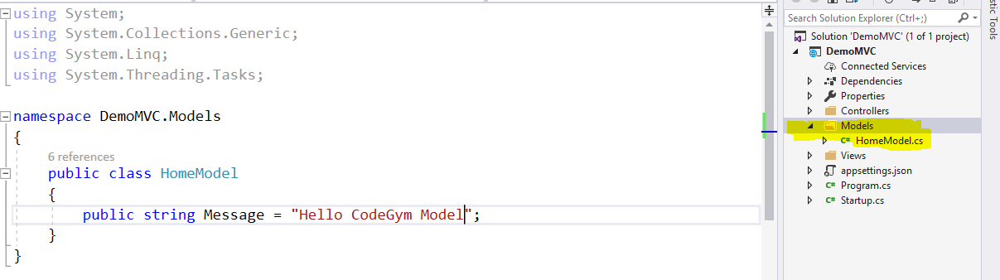 using System;
using System.Collections.Generic;
using System.Linq;
using System.Threading.Tasks;
namespace DemoMVC.Models
{
6 references
public class HomeModel
{
public string Message = "Hello CodeGym Model";
}
}
Search Solution Explorer (Ctrl+;)
Solution 'DemoMVC' (1 of 1 project)
DemoMVC
Connected Services
Dependencies
Properties
Controllers
Models
C# HomeModel.cs
Views
appsettings.json
C# Program.cs
C# Startup.cs
Tools